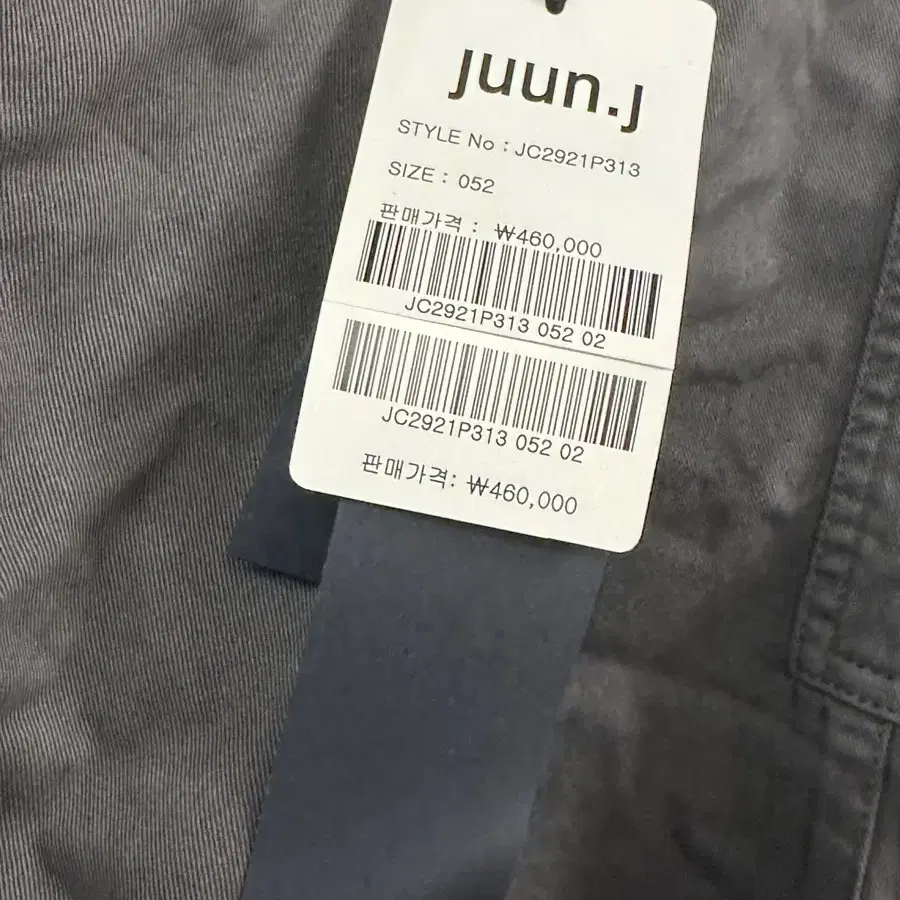 juun.j
STYLE No : JC2921P313
SIZE : 052
판매가격 : ₩460,000
JC2921P313 052 02
JC2921P313 052 02
판매가격: ₩460,000